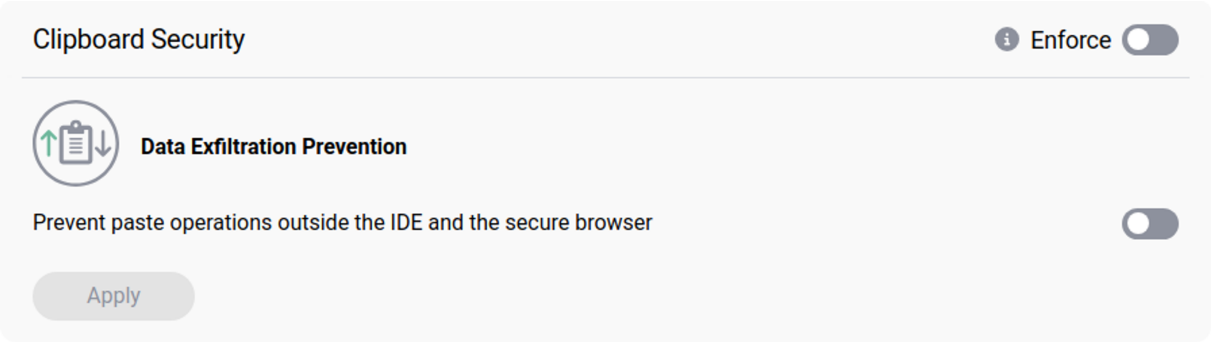 Clipboard Security
Enforce
Data Exfiltration Prevention
Prevent paste operations outside the IDE and the secure browser
Apply